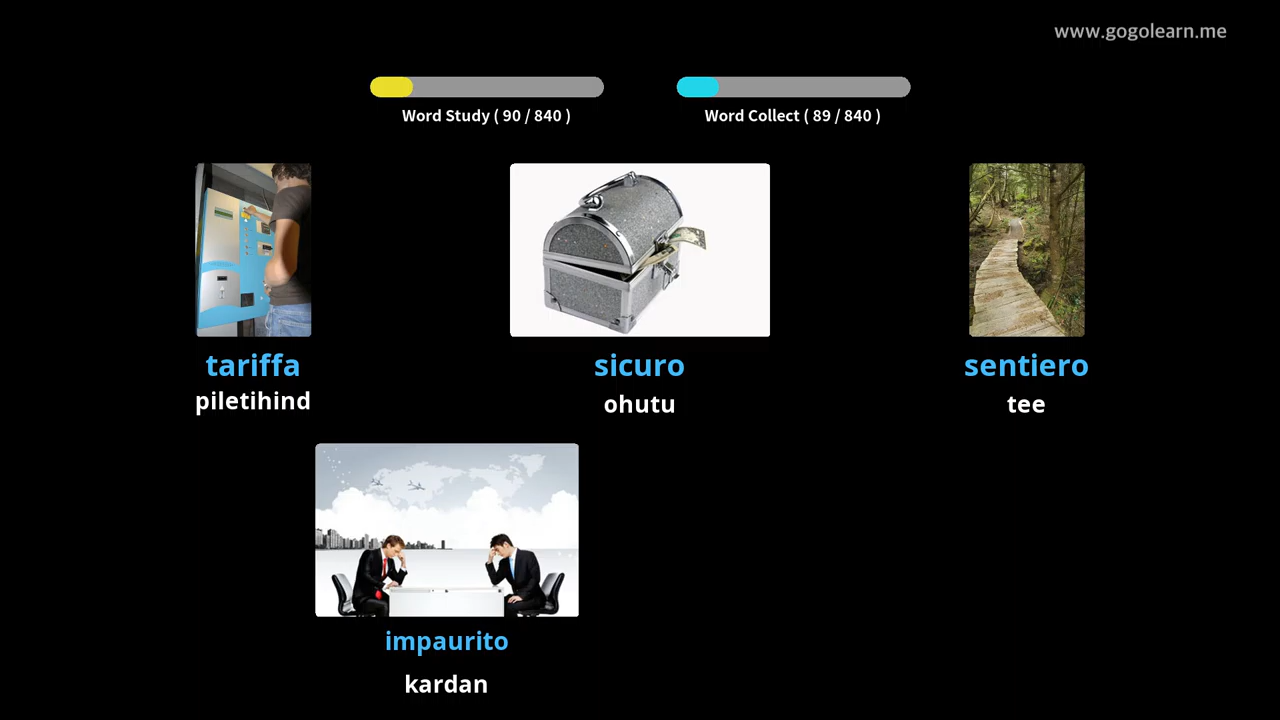 www.gogolearn.me
Word Study ( 90 / 840 )
Word Collect ( 89 / 840 )
tariffa
piletihind
sicuro
ohutu
sentiero
tee
impaurito
kardan